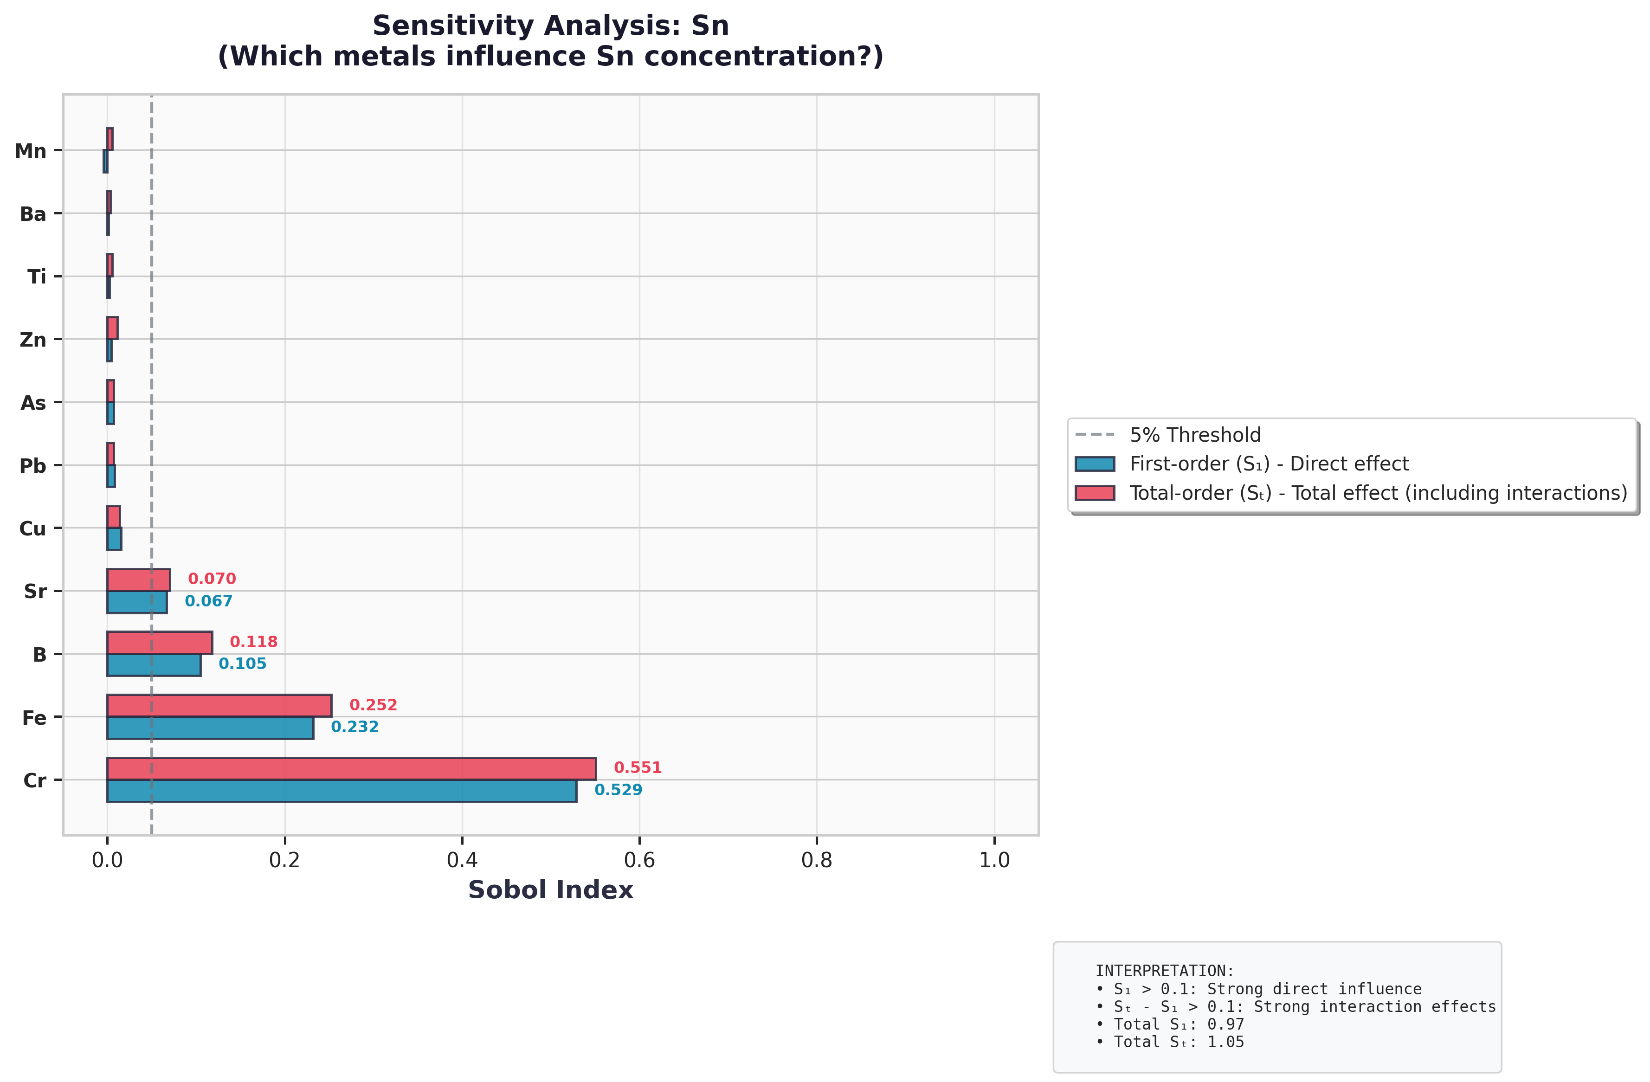 Sensitivity Analysis: Sn
(Which metals influence Sn concentration?)
Mn
Ba
Ti
Zn
As
Pb
Cu
Sr
0.070
0.067
B
0.118
0.105
Fe
0.252
0.232
Cr
0.551
0.529
0.0 0.2 0.4 0.6 0.8 1.0
Sobol Index
5% Threshold
First-order (S₁) - Direct effect
Total-order (Sₜ) - Total effect (including interactions)
INTERPRETATION:
• S₁ > 0.1: Strong direct influence
• Sₜ - S₁ > 0.1: Strong interaction effects
• Total S₁: 0.97
• Total Sₜ: 1.05